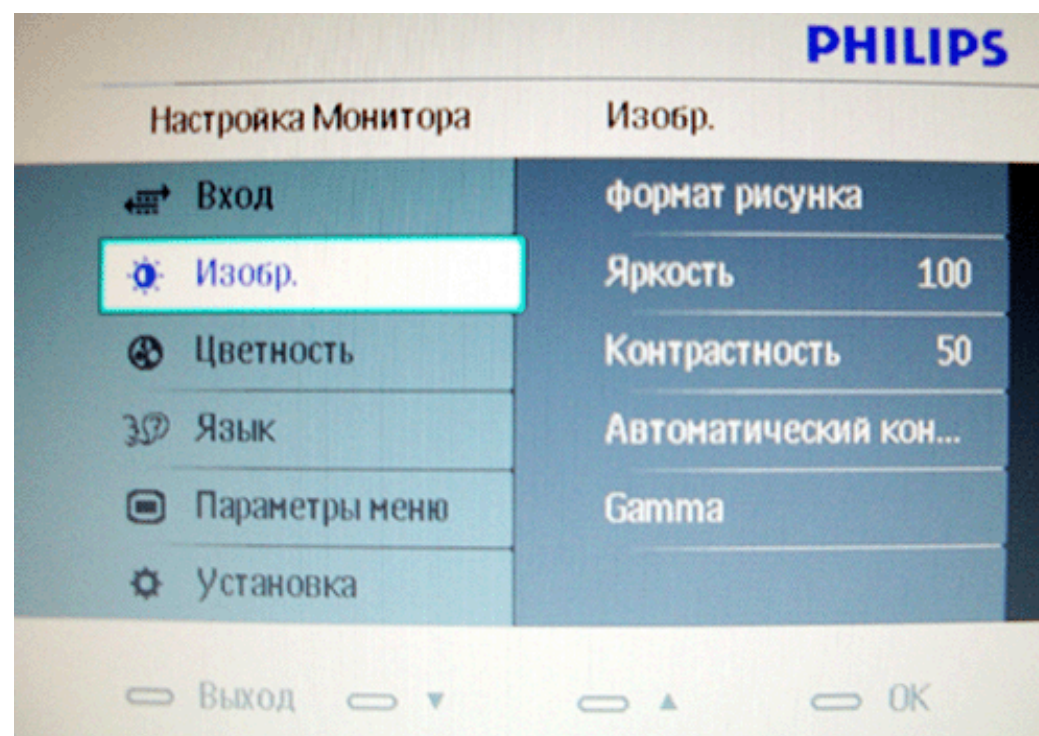 PHILIPS
Настройка Монитора
Изобр.
Вход
Изобр.
Цветность
Язык
Параметры меню
Установка
формат рисунка
Яркость 100
Контрастность 50
Автоматический кон...
Gamma
Выход ▼ ▲ OK